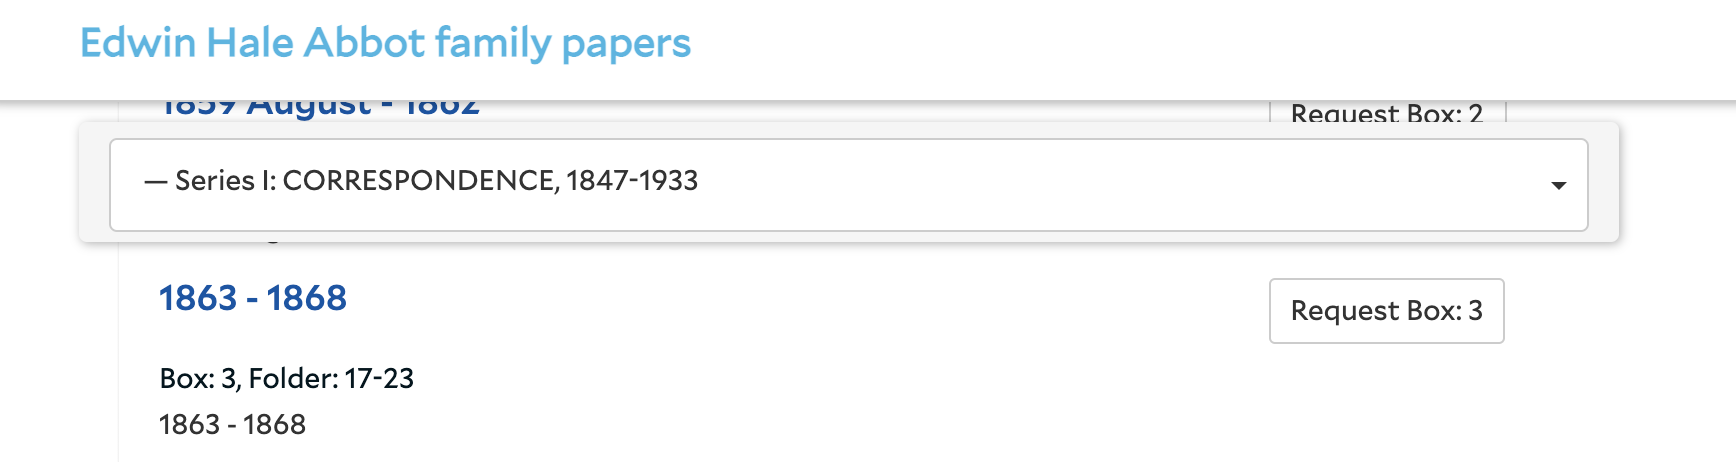 Edwin Hale Abbot family papers
1859 August - 1862
Request Box: 2
— Series I: CORRESPONDENCE, 1847-1933
1863 - 1868
Request Box: 3
Box: 3, Folder: 17-23
1863 - 1868